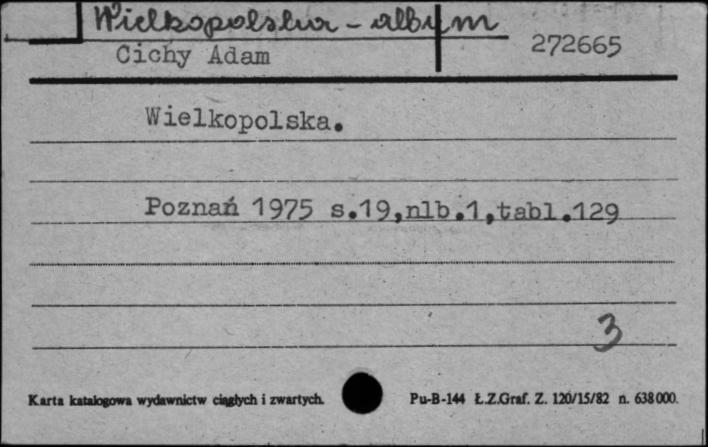 Wielkopolska - album
Cichy Adam 272665
Wielkopolska.
Poznań 1975 s.19,nlb.1,tabl.129
3
Karta katalogowa wydawnictw ciągłych i zwartych. Pu-B-144 Ł.Z.Graf. Z. 120/15/82 n. 638000.